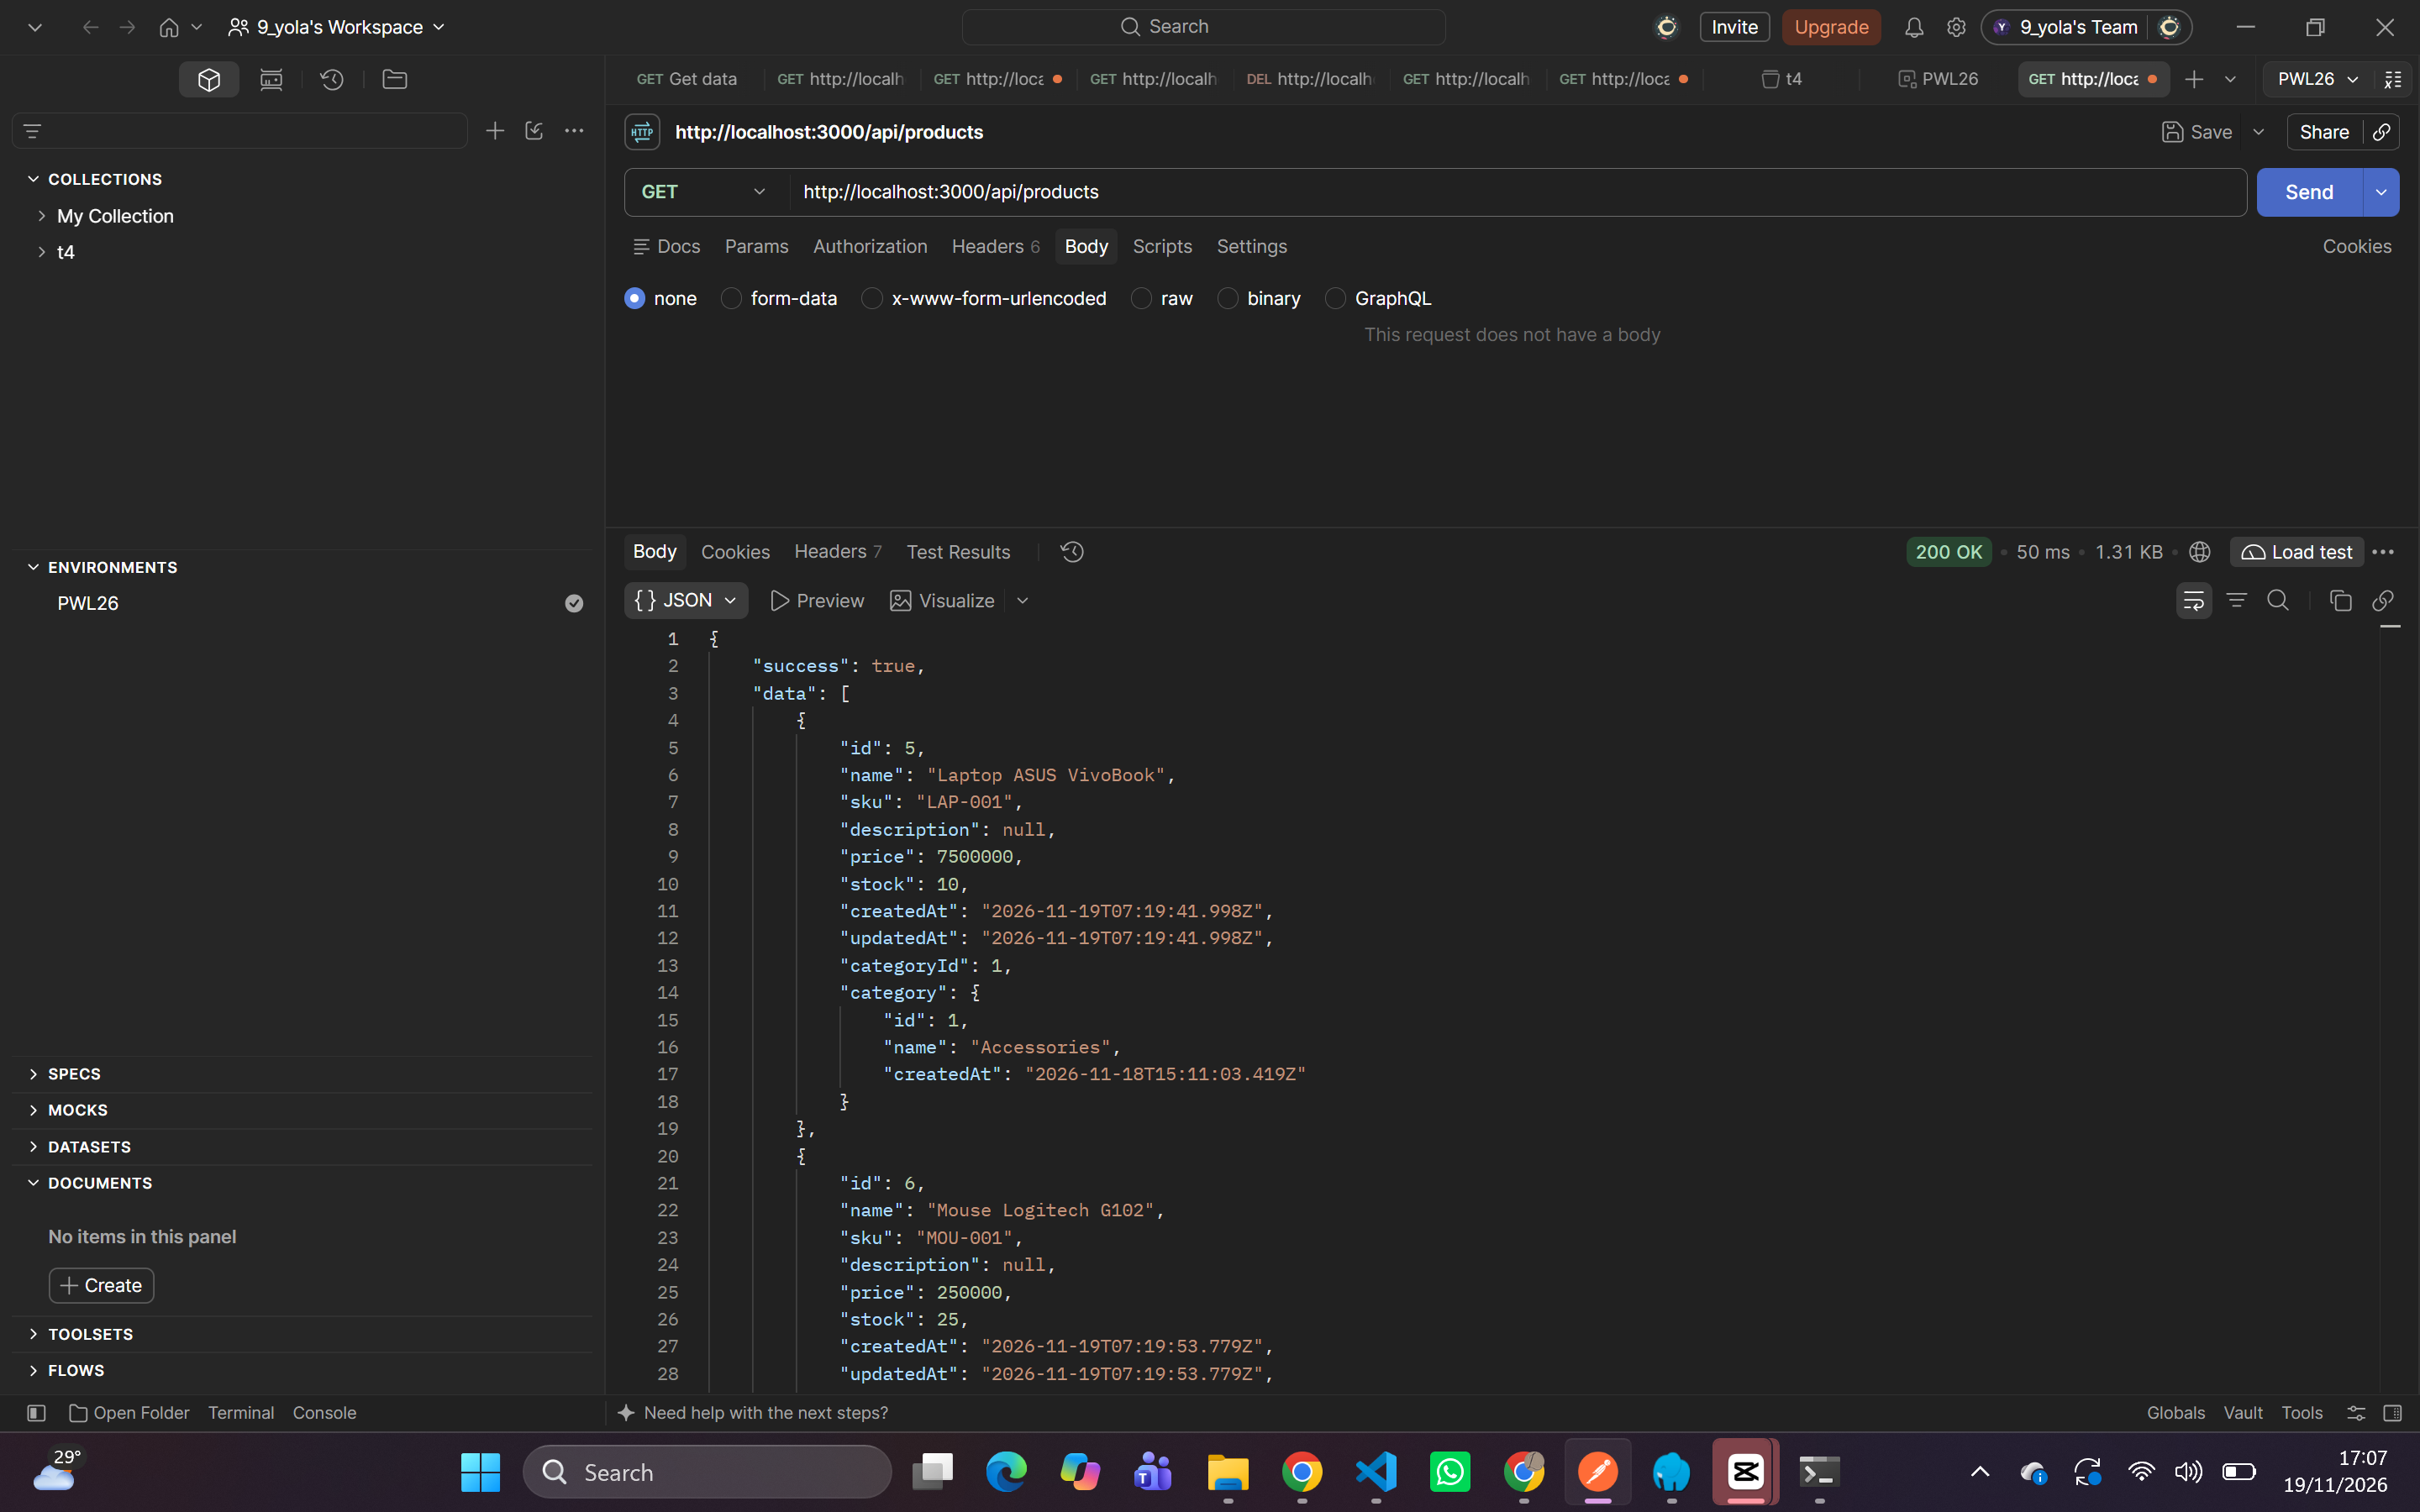 9_yola's Workspace
Search
Invite
Upgrade
9_yola's Team
GET Get data
GET http://localh
GET http://loca
GET http://localh
DEL http://localh
GET http://localh
GET http://loca
t4
PWL26
GET http://loca
PWL26
COLLECTIONS
My Collection
t4
ENVIRONMENTS
PWL26
SPECS
MOCKS
DATASETS
DOCUMENTS
No items in this panel
Create
TOOLSETS
FLOWS
HTTP
http://localhost:3000/api/products
Save
Share
GET
http://localhost:3000/api/products
Send
Docs Params Authorization Headers 6 Body Scripts Settings
Cookies
none form-data x-www-form-urlencoded raw binary GraphQL
This request does not have a body
Body Cookies Headers 7 Test Results
200 OK • 50 ms • 1.31 KB •
Load test
{ } JSON
Preview
Visualize
1 {
2 "success": true,
3 "data": [
4 {
5 "id": 5,
6 "name": "Laptop ASUS VivoBook",
7 "sku": "LAP-001",
8 "description": null,
9 "price": 7500000,
10 "stock": 10,
11 "createdAt": "2026-11-19T07:19:41.998Z",
12 "updatedAt": "2026-11-19T07:19:41.998Z",
13 "categoryId": 1,
14 "category": {
15 "id": 1,
16 "name": "Accessories",
17 "createdAt": "2026-11-18T15:11:03.419Z"
18 }
19 },
20 {
21 "id": 6,
22 "name": "Mouse Logitech G102",
23 "sku": "MOU-001",
24 "description": null,
25 "price": 250000,
26 "stock": 25,
27 "createdAt": "2026-11-19T07:19:53.779Z",
28 "updatedAt": "2026-11-19T07:19:53.779Z",
Open Folder Terminal Console
Need help with the next steps?
Globals Vault Tools
29°
Search
17:07
19/11/2026